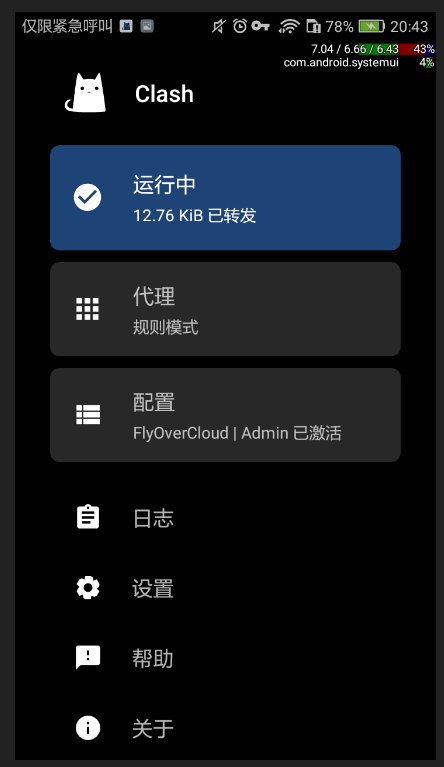 仅限紧急呼叫 78% 20:43
7.04 / 6.66 / 6.43 43%
com.android.systemui 4%
Clash
运行中
12.76 KiB 已转发
代理
规则模式
配置
FlyOverCloud | Admin 已激活
日志
设置
帮助
关于